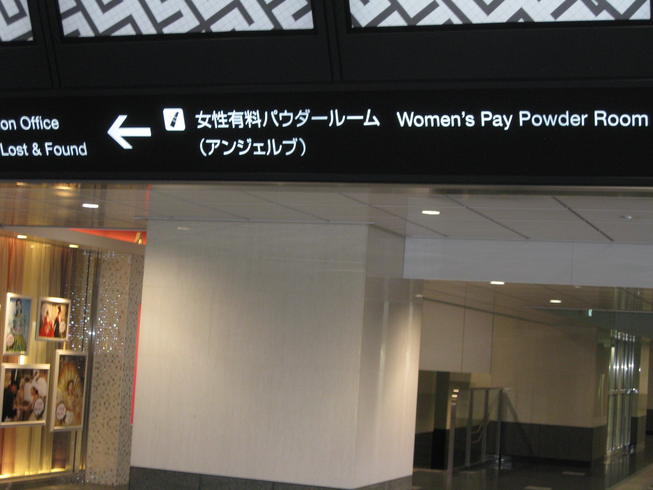 on Office
Lost & Found
女性有料パウダールーム Women's Pay Powder Room
（アンジェルブ）